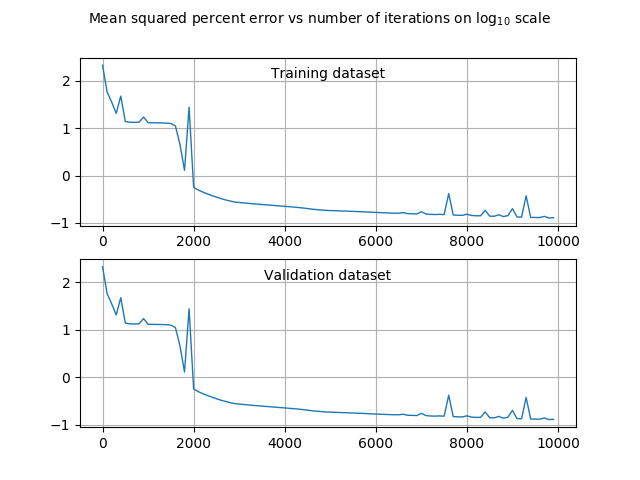 Mean squared percent error vs number of iterations on log₁₀ scale
Training dataset
2
1
0
−1
0 2000 4000 6000 8000 10000
Validation dataset
2
1
0
−1
0 2000 4000 6000 8000 10000